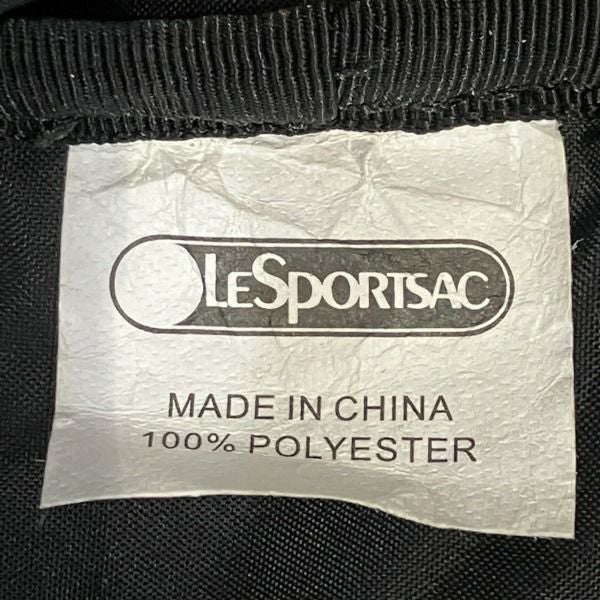 LESPORTSAC
MADE IN CHINA
100% POLYESTER